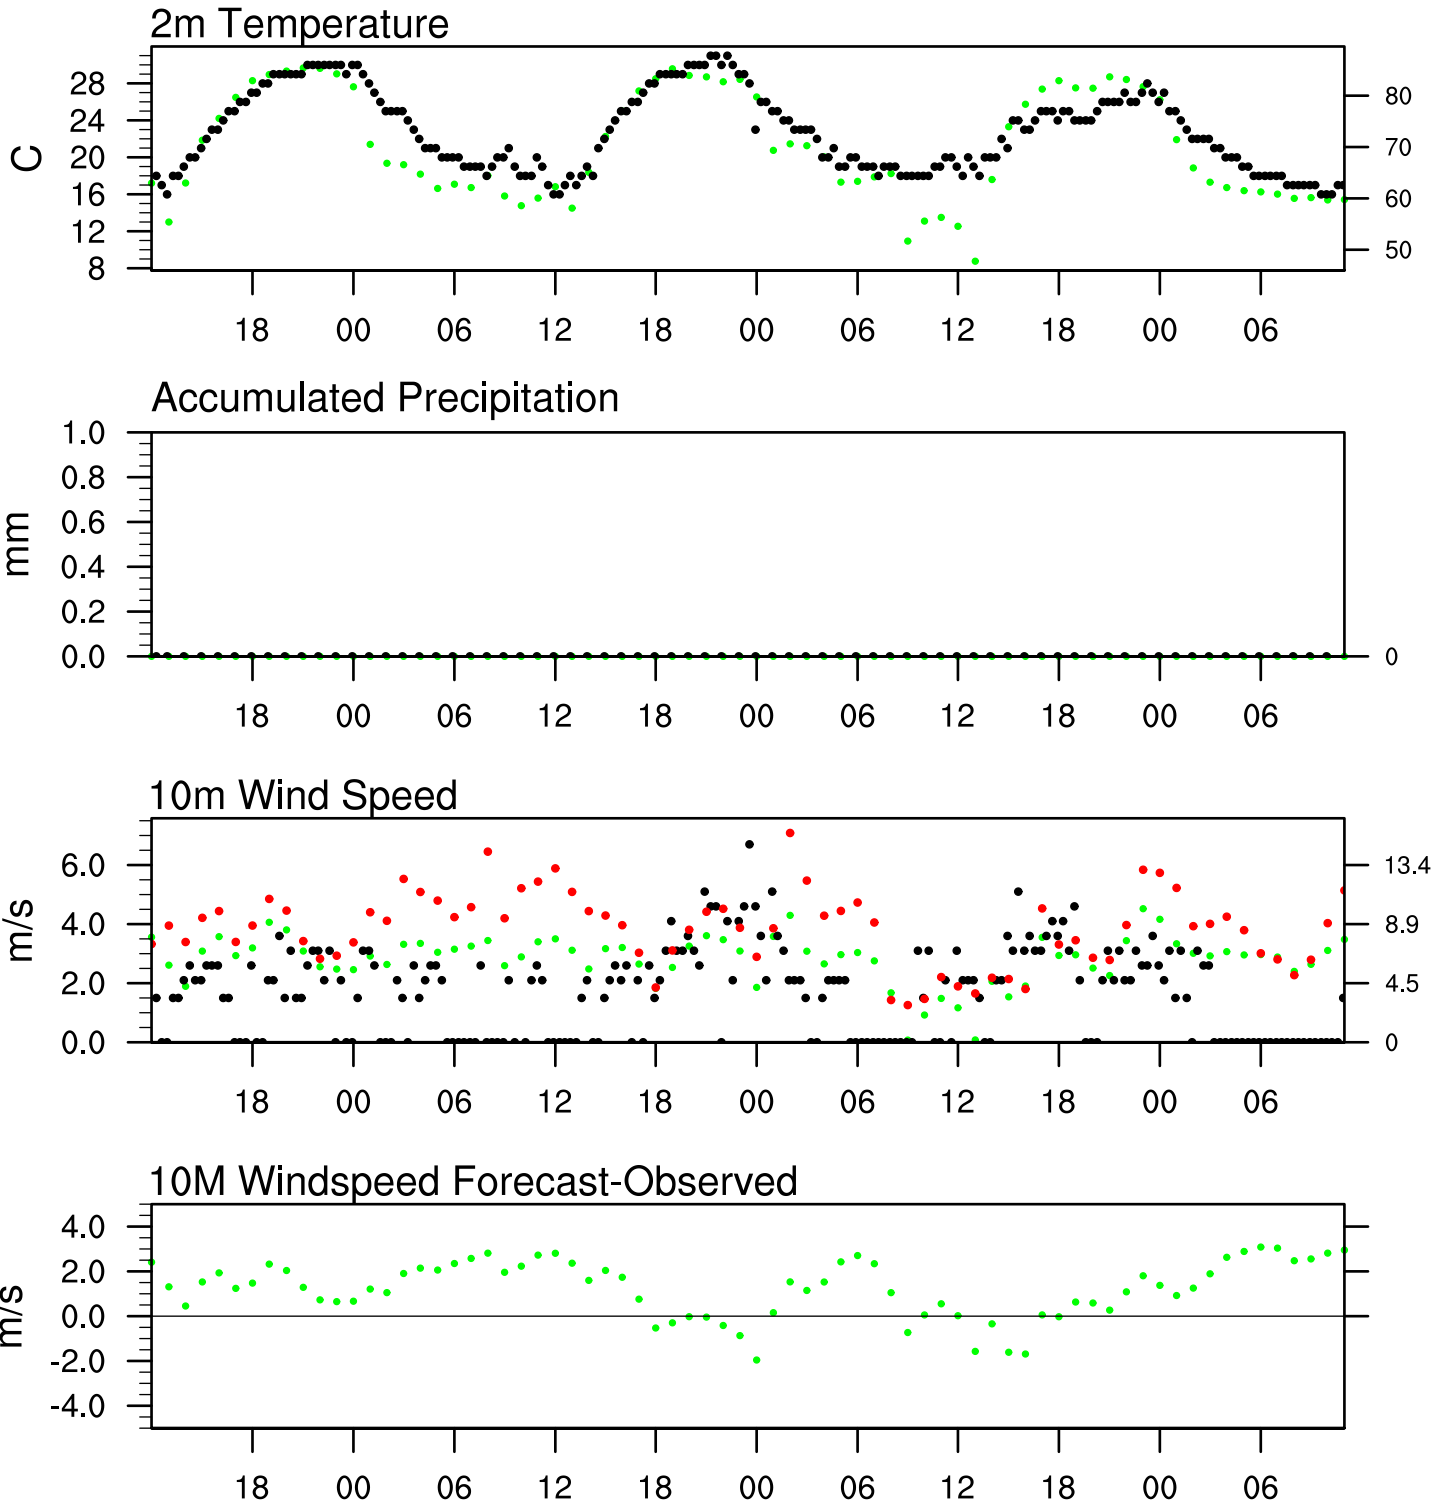 2m Temperature
C
28
24
20
16
12
8
80
70
60
50
18 00 06 12 18 00 06 12 18 00 06
Accumulated Precipitation
mm
1.0
0.8
0.6
0.4
0.2
0.0
0
18 00 06 12 18 00 06 12 18 00 06
10m Wind Speed
m/s
6.0
4.0
2.0
0.0
13.4
8.9
4.5
0
18 00 06 12 18 00 06 12 18 00 06
10M Windspeed Forecast-Observed
m/s
4.0
2.0
0.0
-2.0
-4.0
18 00 06 12 18 00 06 12 18 00 06